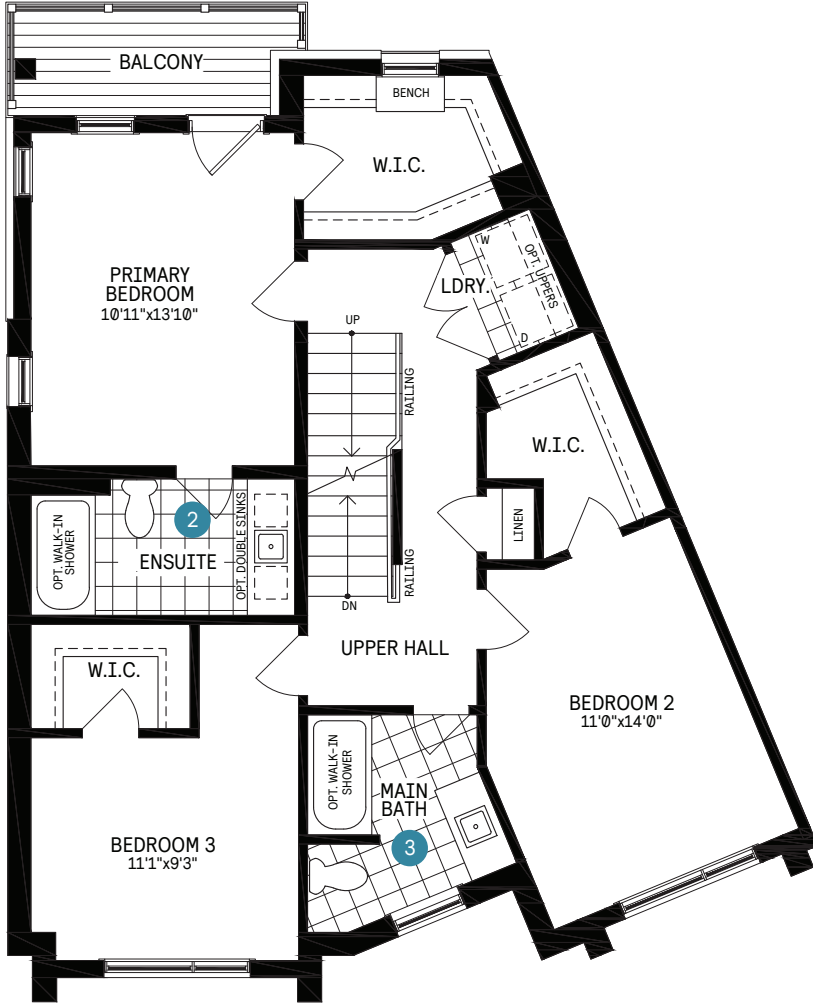 BALCONY
BENCH
W.I.C.
PRIMARY
BEDROOM
10'11"x13'10"
W
OPT. UPPERS
LDRY.
D
UP
RAILING
W.I.C.
LINEN
OPT. WALK-IN
SHOWER
2
ENSUITE
OPT. DOUBLE SINKS
RAILING
DN
UPPER HALL
W.I.C.
BEDROOM 2
11'0"x14'0"
OPT. WALK-IN
SHOWER
MAIN
BATH
3
BEDROOM 3
11'1"x9'3"